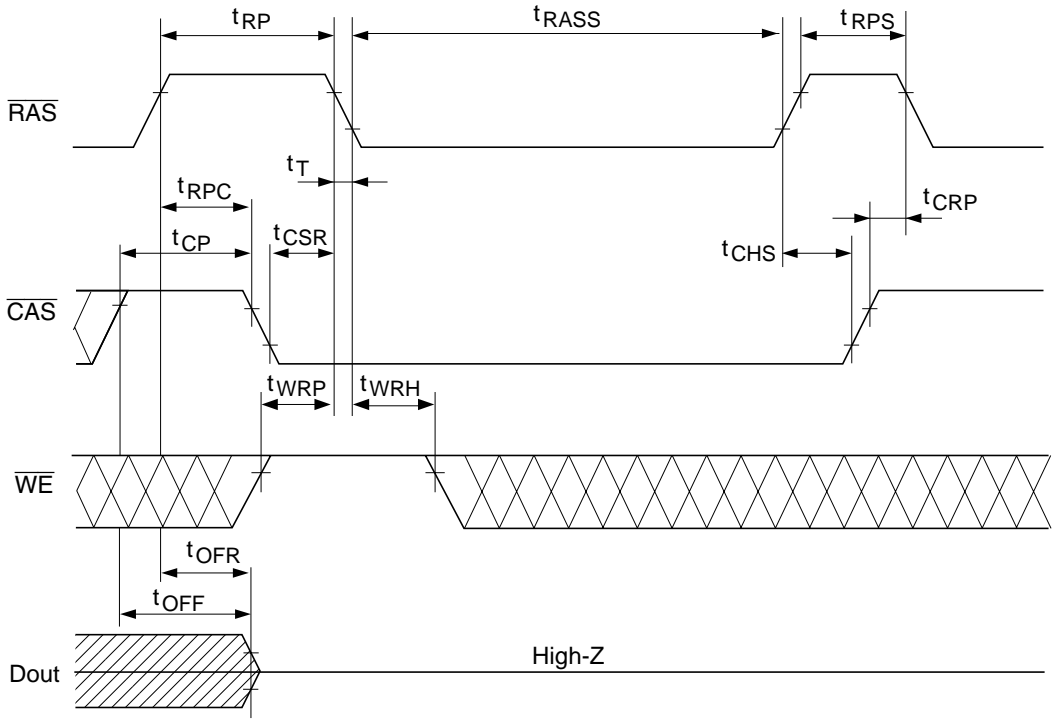 tRP
tRASS
tRPS
RAS
tT
tRPC
tCRP
tCP
tCSR
tCHS
CAS
tWRP
tWRH
WE
tOFR
tOFF
High-Z
Dout